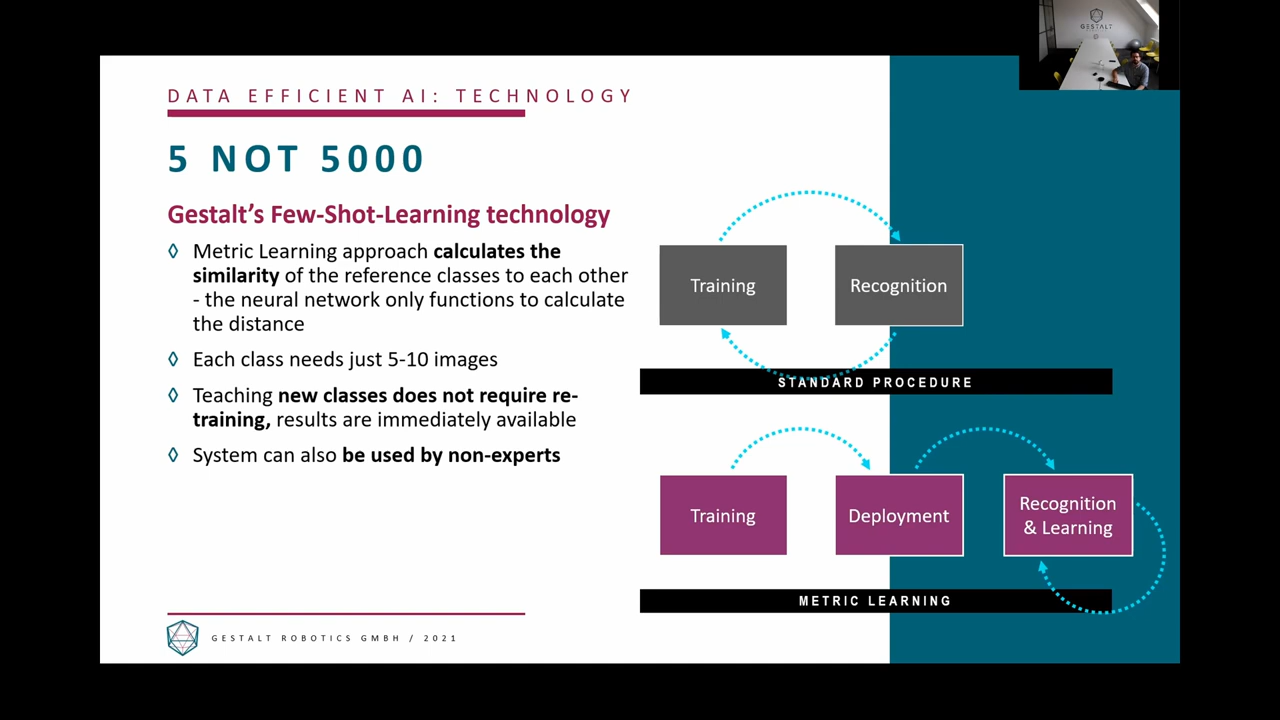 DATA EFFICIENT AI: TECHNOLOGY
5 NOT 5000
Gestalt's Few-Shot-Learning technology
◊ Metric Learning approach calculates the
similarity of the reference classes to each other
- the neural network only functions to calculate
the distance
◊ Each class needs just 5-10 images
◊ Teaching new classes does not require re-
training, results are immediately available
◊ System can also be used by non-experts
Training
Recognition
STANDARD PROCEDURE
Training
Deployment
Recognition
& Learning
METRIC LEARNING
GESTALT ROBOTICS GMBH / 2021
GESTALT